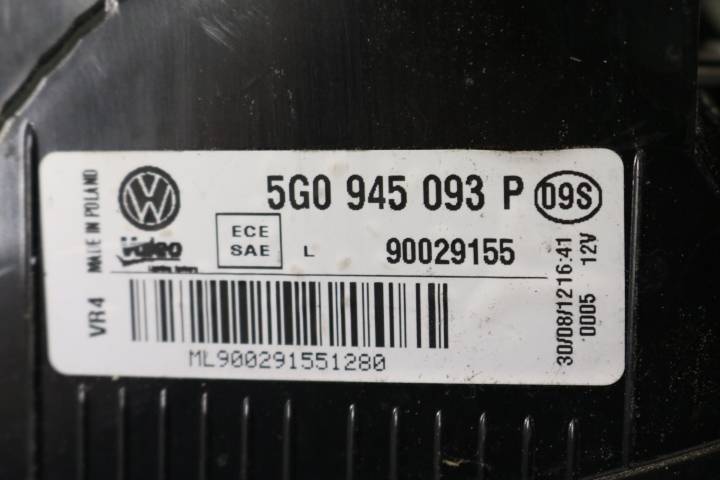 MADE IN POLAND
VR4
VW
5G0 945 093 P
09S
Valeo
ECE
SAE
L
90029155
ML900291551280
30/08/12 16:41
0005 12V